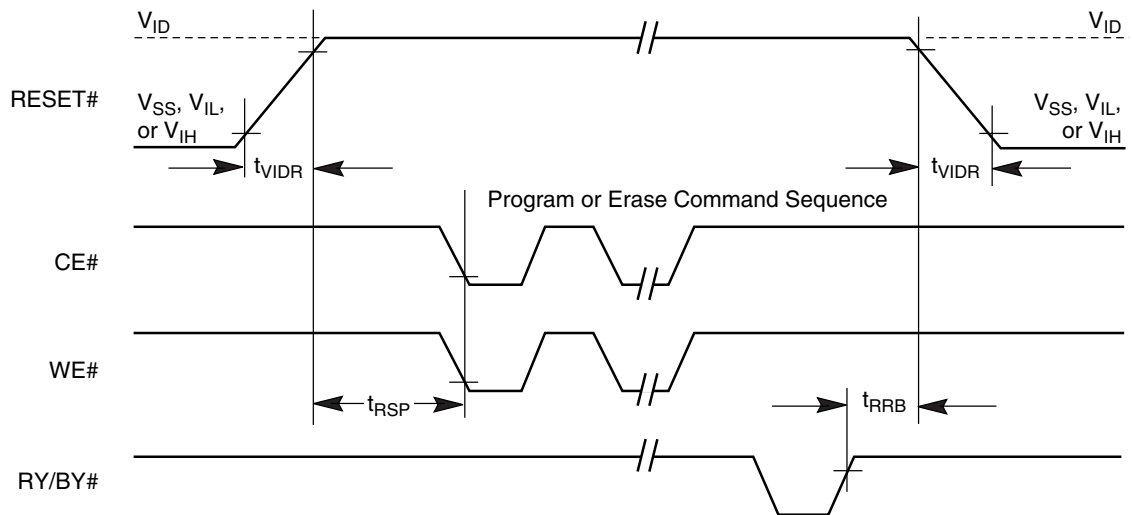 V_ID
V_ID
RESET#
V_SS, V_IL,
or V_IH
V_SS, V_IL,
or V_IH
t_VIDR
t_VIDR
Program or Erase Command Sequence
CE#
WE#
t_RSP
t_RRB
RY/BY#